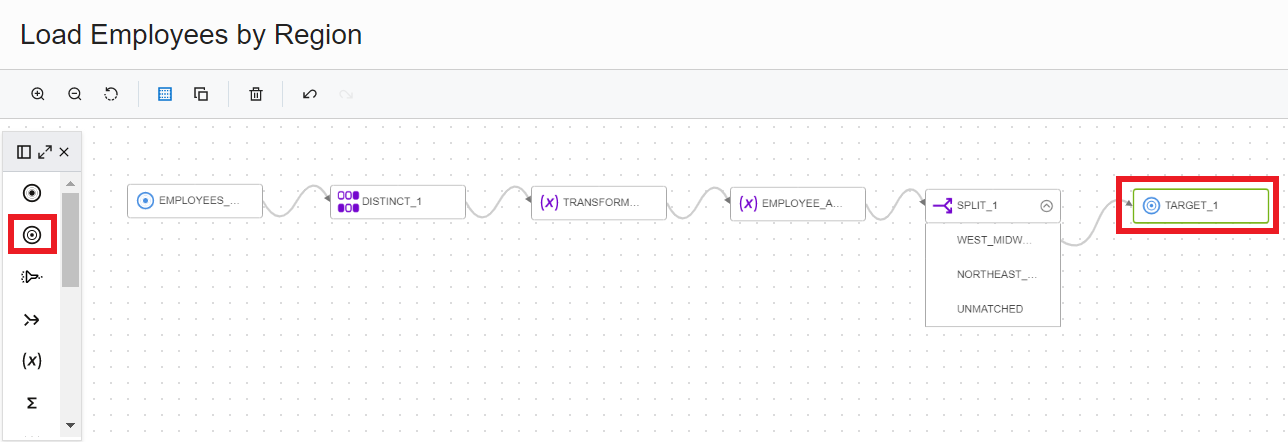 Load Employees by Region
EMPLOYEES_...
DISTINCT_1
(x) TRANSFORM...
(x) EMPLOYEE_A...
SPLIT_1
TARGET_1
WEST_MIDW...
NORTHEAST_...
UNMATCHED
(x)
Σ